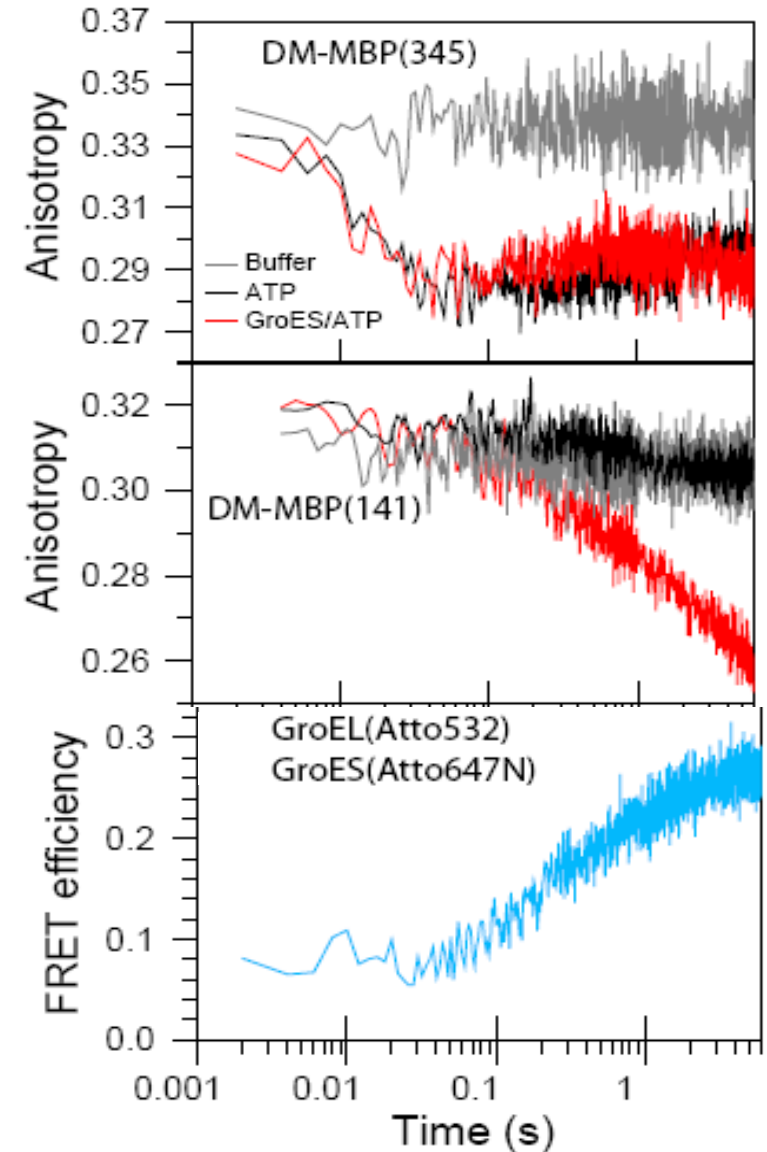 0.37
DM-MBP(345)
0.35
0.33
Anisotropy
0.31
0.29
Buffer
ATP
GroES/ATP
0.27
0.32
Anisotropy
0.30
DM-MBP(141)
0.28
0.26
GroEL(Atto532)
0.3
GroES(Atto647N)
FRET efficiency
0.2
0.1
0.0
0.001 0.01 0.1 1
Time (s)